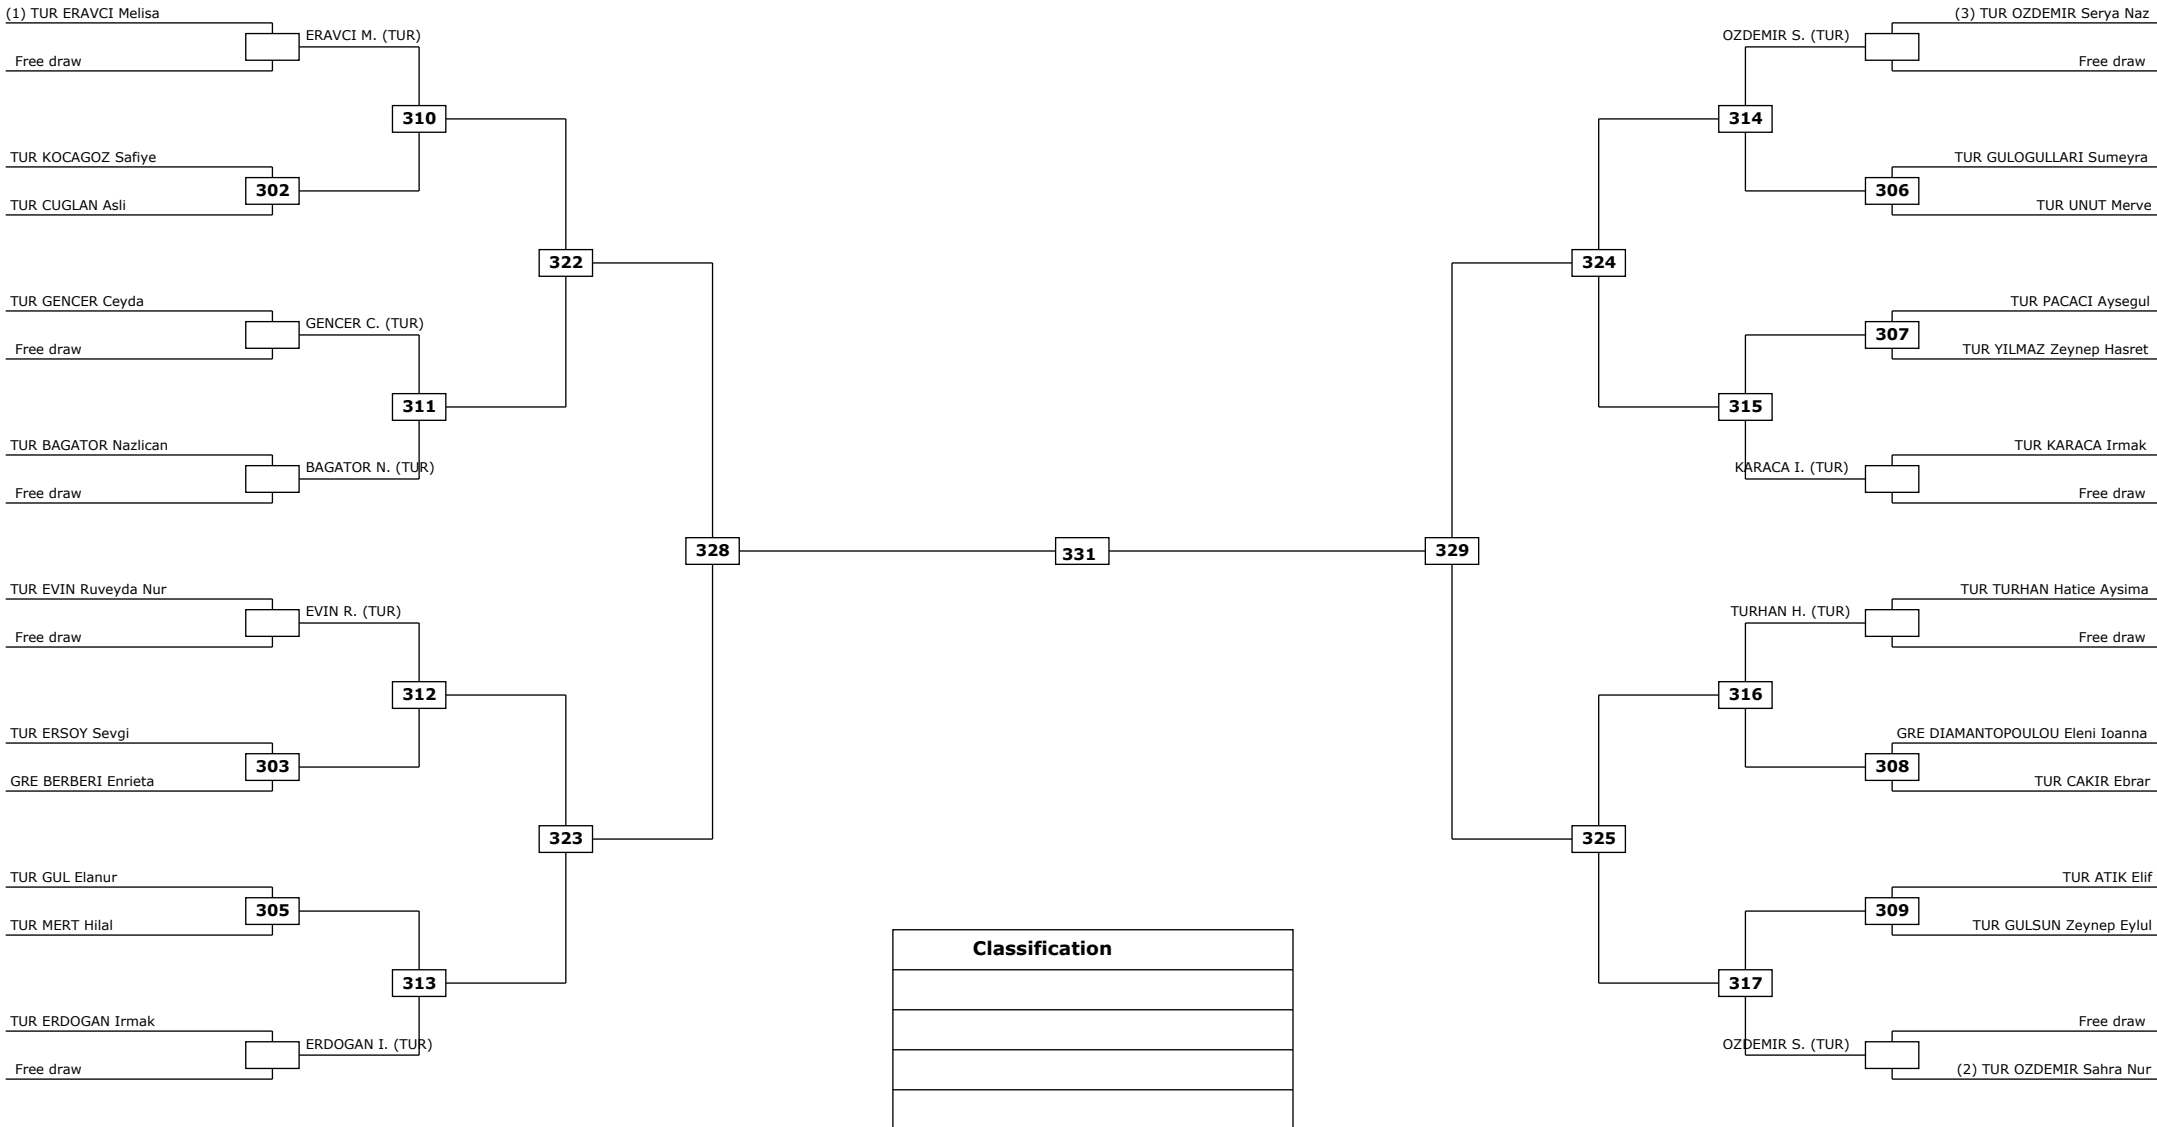 (1) TUR ERAVCI Melisa
Free draw
ERAVCI M. (TUR)
310
TUR KOCAGOZ Safiye
302
TUR CUGLAN Asli
322
TUR GENCER Ceyda
GENCER C. (TUR)
Free draw
311
TUR BAGATOR Nazlican
BAGATOR N. (TUR)
Free draw
328
TUR EVIN Ruveyda Nur
EVIN R. (TUR)
Free draw
312
TUR ERSOY Sevgi
303
GRE BERBERI Enrieta
323
TUR GUL Elanur
305
TUR MERT Hilal
313
TUR ERDOGAN Irmak
ERDOGAN I. (TUR)
Free draw
331
(3) TUR OZDEMIR Serya Naz
OZDEMIR S. (TUR)
Free draw
314
TUR GULOGULLARI Sumeyra
306
TUR UNUT Merve
324
TUR PACACI Aysegul
307
TUR YILMAZ Zeynep Hasret
315
TUR KARACA Irmak
KARACA I. (TUR)
Free draw
329
TUR TURHAN Hatice Aysima
TURHAN H. (TUR)
Free draw
316
GRE DIAMANTOPOULOU Eleni Ioanna
308
TUR CAKIR Ebrar
325
TUR ATIK Elif
309
TUR GULSUN Zeynep Eylul
317
Free draw
OZDEMIR S. (TUR)
(2) TUR OZDEMIR Sahra Nur
Classification